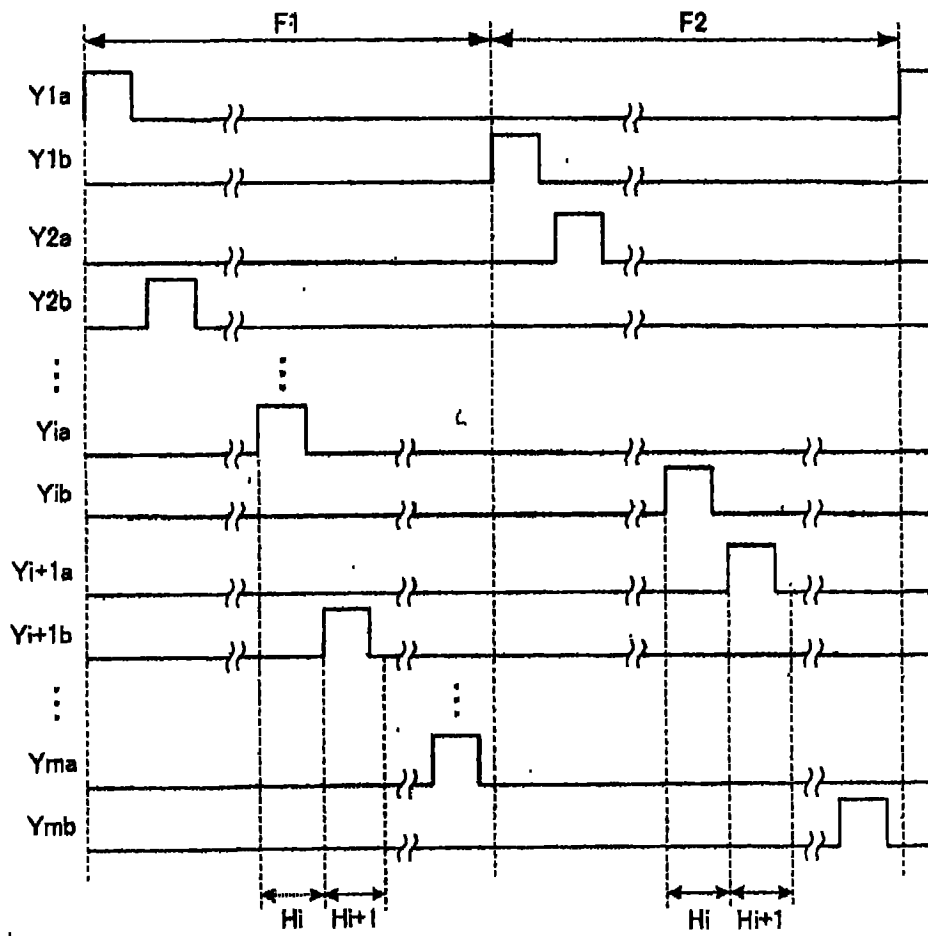 F1 F2
Y1a
Y1b
Y2a
Y2b
Yia
Yib
Yi+1a
Yi+1b
Yma
Ymb
Hi Hi+1 Hi Hi+1